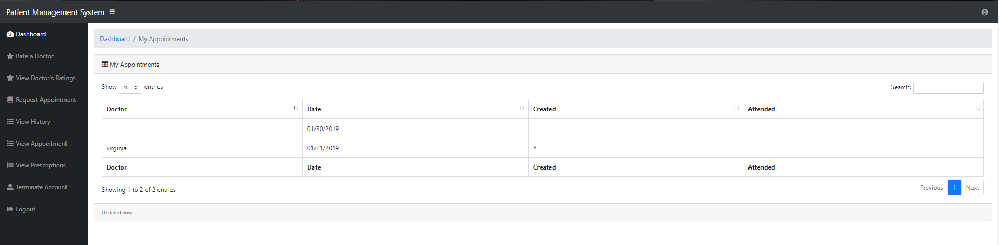 Patient Management System
Dashboard
Rate a Doctor
View Doctor's Ratings
Request Appointment
View History
View Appointment
View Prescriptions
Terminate Account
Logout
Dashboard / My Appointments
My Appointments
Show 10 entries
Search:
Doctor Date Created Attended
01/30/2019
virginia 01/21/2019 Y
Doctor Date Created Attended
Showing 1 to 2 of 2 entries
Previous 1 Next
Updated now